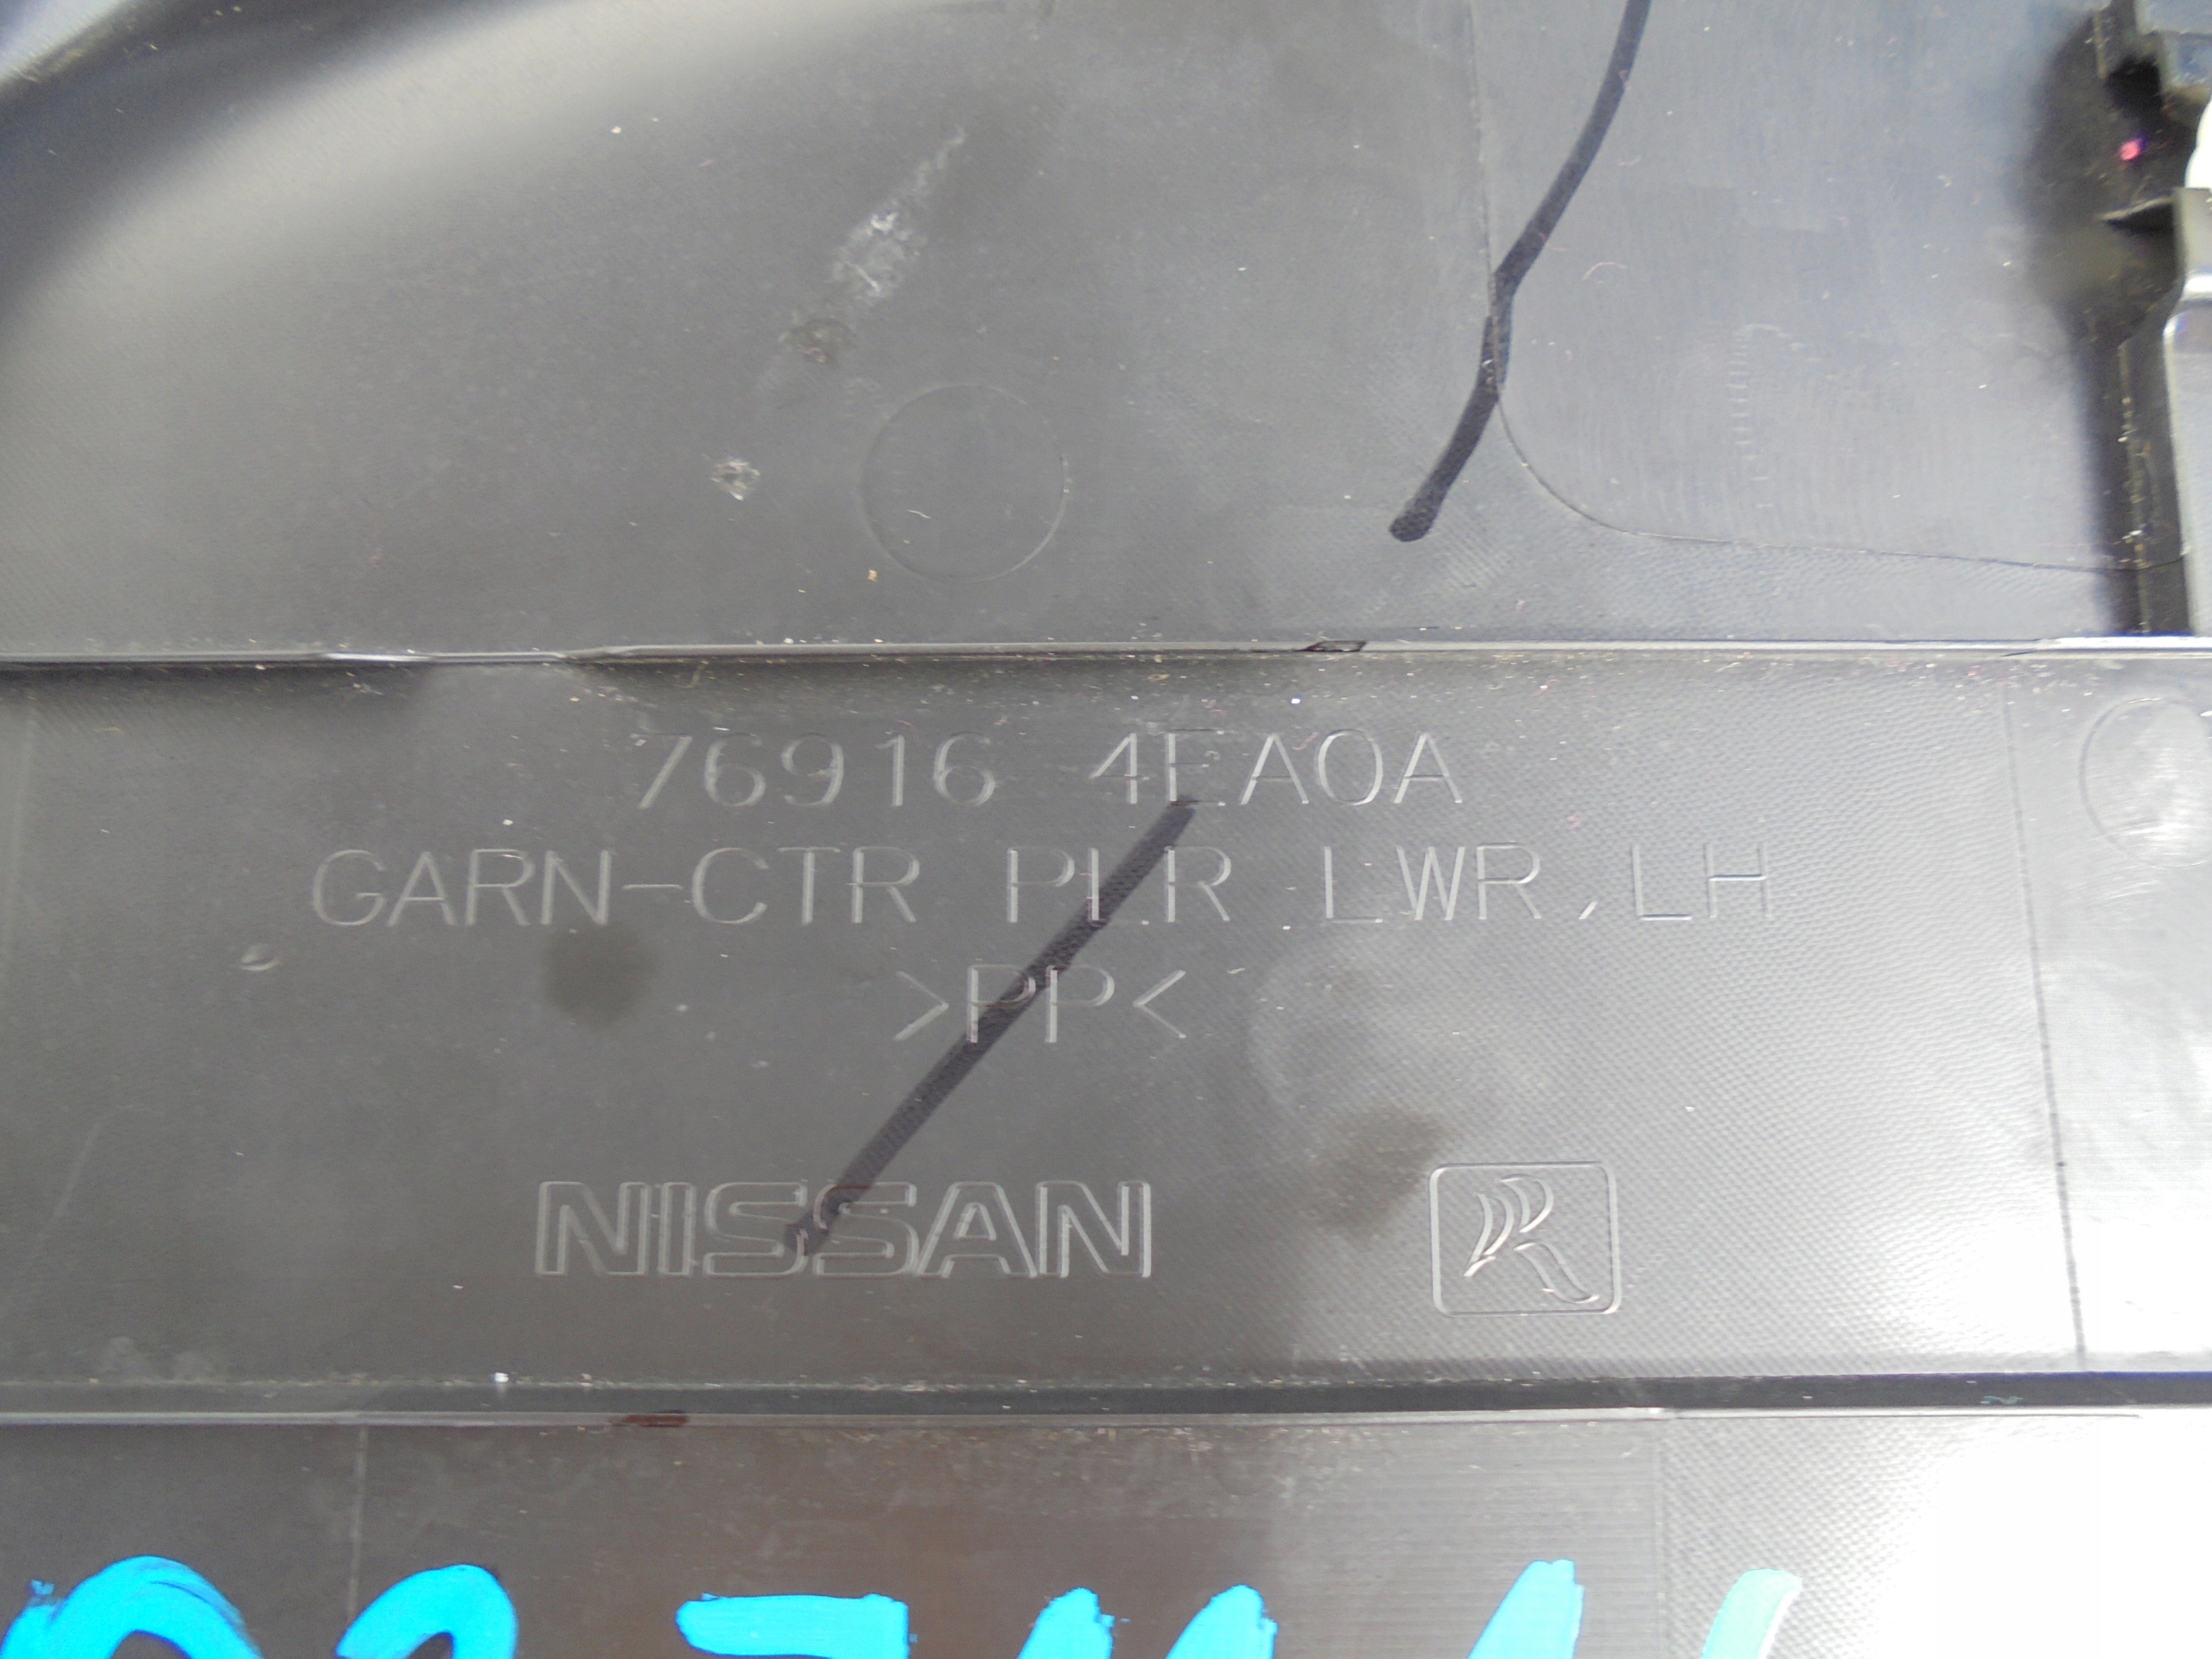 76916 4EA0A
GARN-CTR PLR LWR,LH
>PP<
NISSAN
R